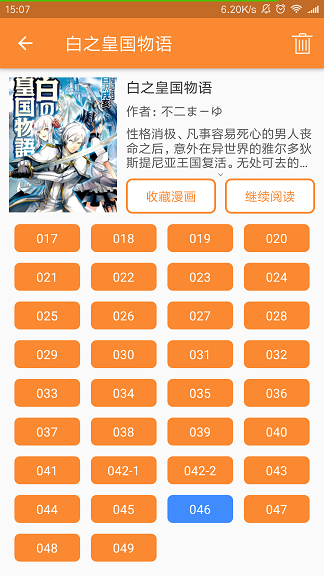 15:07
6.20K/s
白之皇国物语
白の
皇国物語
白之皇国物语
作者: 不二まーゆ
性格消极、凡事容易死心的男人丧
命之后, 意外在异世界的雅尔多狄
斯提尼亚王国复活。无处可去的...
收藏漫画 继续阅读
017 018 019 020
021 022 023 024
025 026 027 028
029 030 031 032
033 034 035 036
037 038 039 040
041 042-1 042-2 043
044 045 046 047
048 049